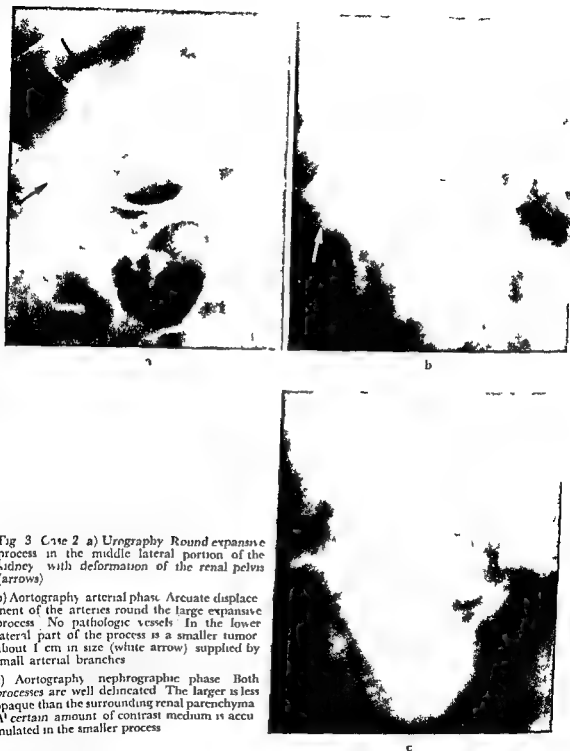 a
b
Fig 3 Case 2 a) Urography Round expansive
process in the middle lateral portion of the
kidney with deformation of the renal pelvis
(arrows)
) Aortography arterial phase Arcuate displace
ment of the arteries round the large expansive
process No pathologic vessels In the lower
lateral part of the process is a smaller tumor
about 1 cm in size (white arrow) supplied by
small arterial branches
) Aortography nephrographic phase Both
processes are well delineated The larger is less
opaque than the surrounding renal parenchyma
A certain amount of contrast medium is accu
mulated in the smaller process
c